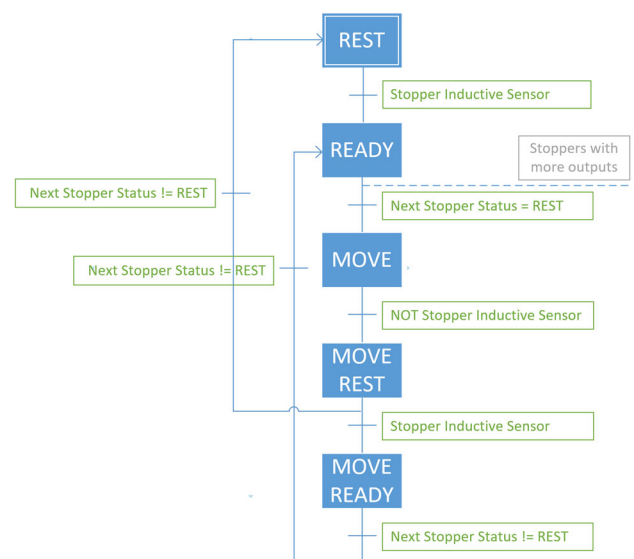 REST
Stopper Inductive Sensor
READY
Stoppers with
more outputs
Next Stopper Status != REST
Next Stopper Status = REST
MOVE
Next Stopper Status != REST
NOT Stopper Inductive Sensor
MOVE
REST
Stopper Inductive Sensor
MOVE
READY
Next Stopper Status != REST